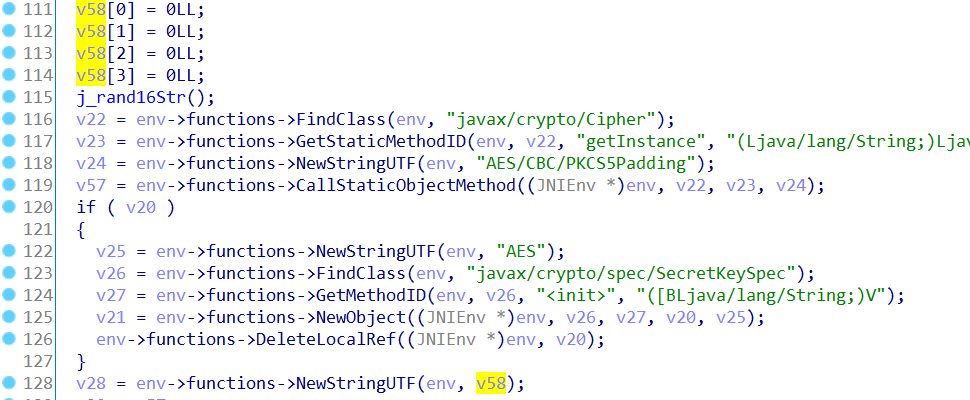 111 v58[0] = 0LL;
112 v58[1] = 0LL;
113 v58[2] = 0LL;
114 v58[3] = 0LL;
115 j_rand16Str();
116 v22 = env->functions->FindClass(env, "javax/crypto/Cipher");
117 v23 = env->functions->GetStaticMethodID(env, v22, "getInstance", "(Ljava/lang/String;)Ljav
118 v24 = env->functions->NewStringUTF(env, "AES/CBC/PKCS5Padding");
119 v57 = env->functions->CallStaticObjectMethod((JNIEnv *)env, v22, v23, v24);
120 if ( v20 )
121 {
122 v25 = env->functions->NewStringUTF(env, "AES");
123 v26 = env->functions->FindClass(env, "javax/crypto/spec/SecretKeySpec");
124 v27 = env->functions->GetMethodID(env, v26, "<init>", "([BLjava/lang/String;)V");
125 v21 = env->functions->NewObject((JNIEnv *)env, v26, v27, v20, v25);
126 env->functions->DeleteLocalRef((JNIEnv *)env, v20);
127 }
128 v28 = env->functions->NewStringUTF(env, v58);